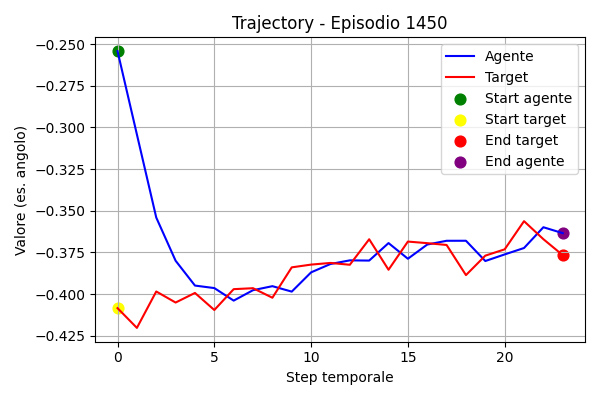 Trajectory - Episodio 1450
Valore (es. angolo)
−0.250
−0.275
−0.300
−0.325
−0.350
−0.375
−0.400
−0.425
Agente
Target
Start agente
Start target
End target
End agente
0
5
10
15
20
Step temporale